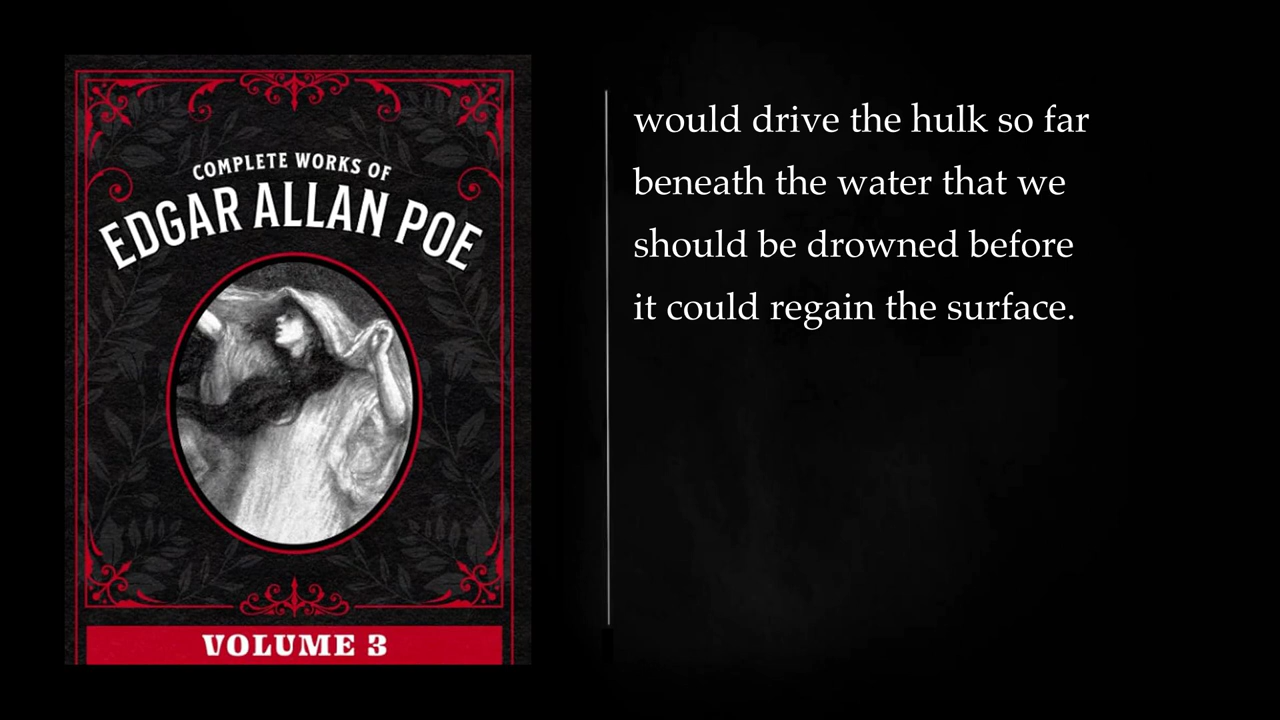 COMPLETE WORKS OF
EDGAR ALLAN POE
VOLUME 3
would drive the hulk so far
beneath the water that we
should be drowned before
it could regain the surface.